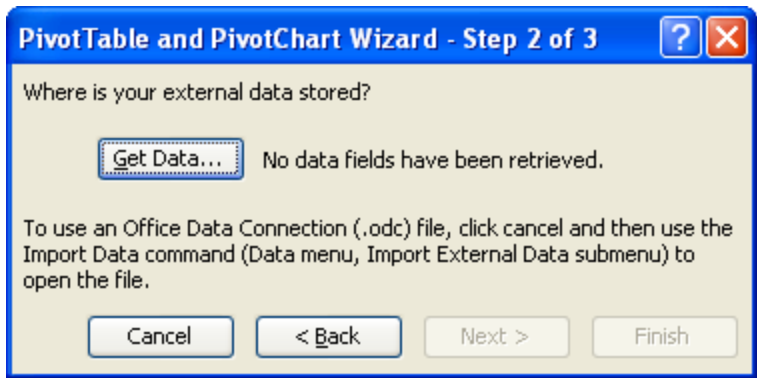 PivotTable and PivotChart Wizard - Step 2 of 3
Where is your external data stored?
Get Data... No data fields have been retrieved.
To use an Office Data Connection (.odc) file, click cancel and then use the
Import Data command (Data menu, Import External Data submenu) to
open the file.
Cancel < Back Next > Finish